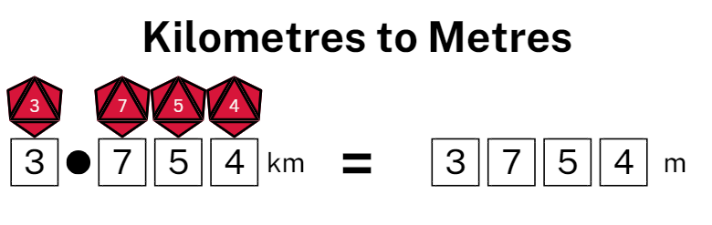 Kilometres to Metres
3 7 5 4
3 • 7 5 4 km = 3 7 5 4 m